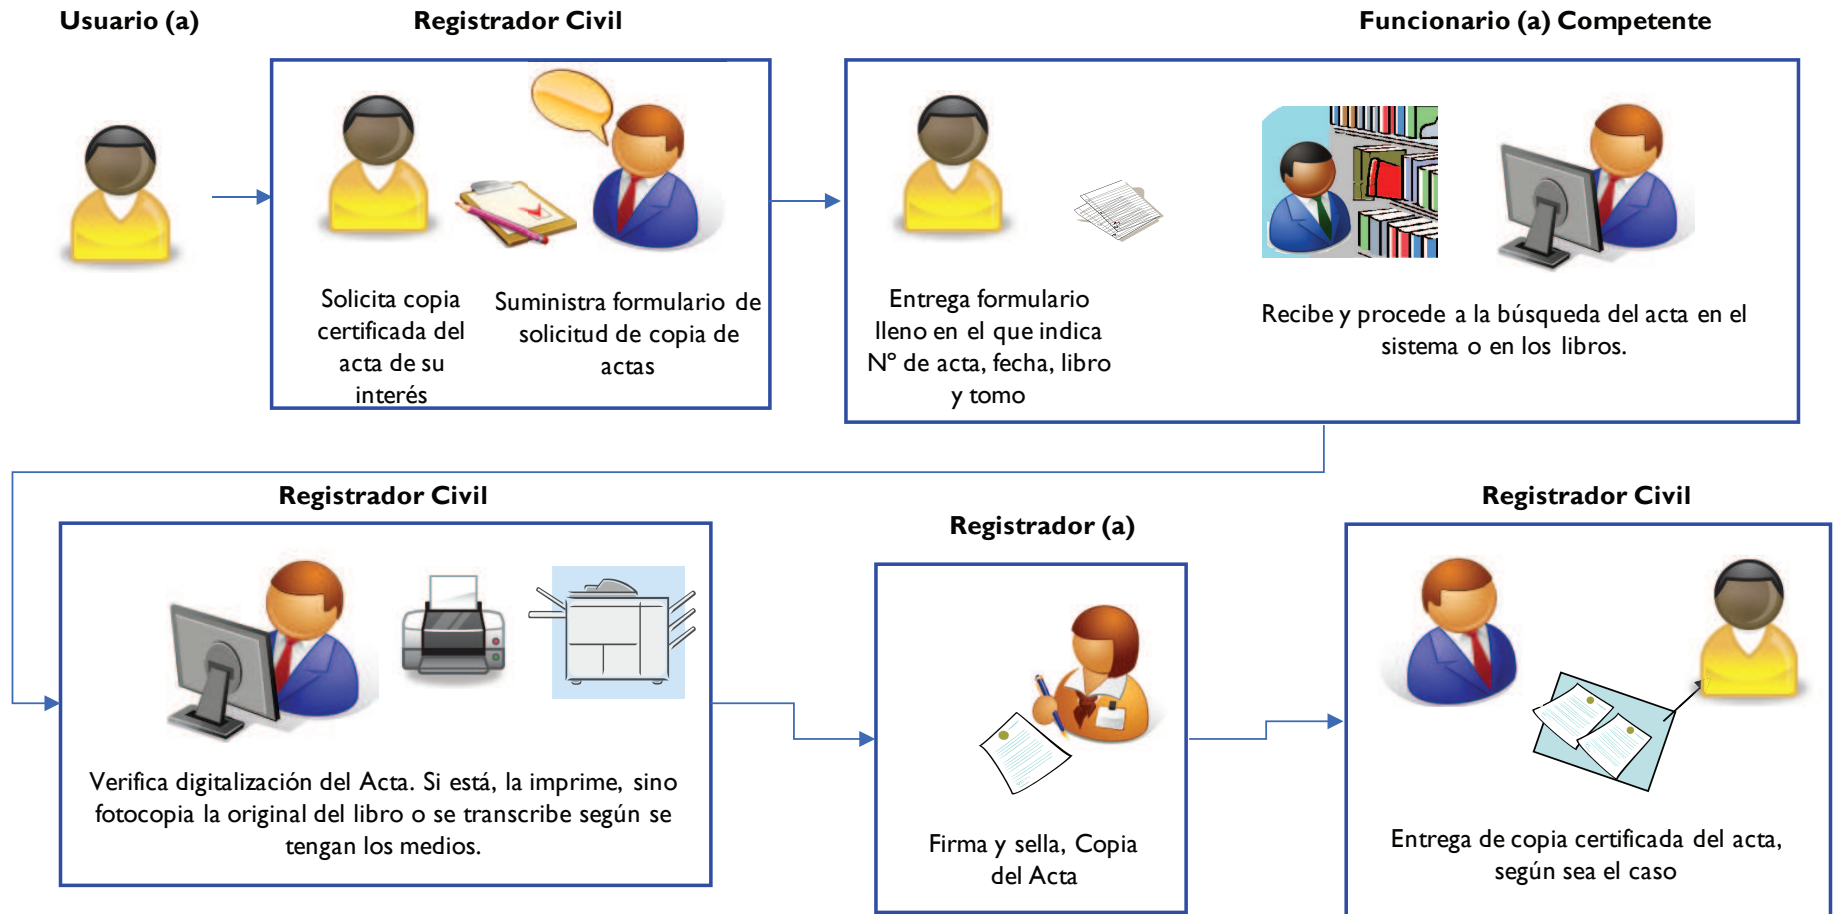 Usuario (a)
Registrador Civil
Funcionario (a) Competente
Solicita copia
certificada del
acta de su
interés
Suministra formulario de
solicitud de copia de
actas
Entrega formulario
lleno en el que indica
Nº de acta, fecha, libro
y tomo
Recibe y procede a la búsqueda del acta en el
sistema o en los libros.
Registrador Civil
Verifica digitalización del Acta. Si está, la imprime, sino
fotocopia la original del libro o se transcribe según se
tengan los medios.
Registrador (a)
Firma y sella, Copia
del Acta
Registrador Civil
Entrega de copia certificada del acta,
según sea el caso